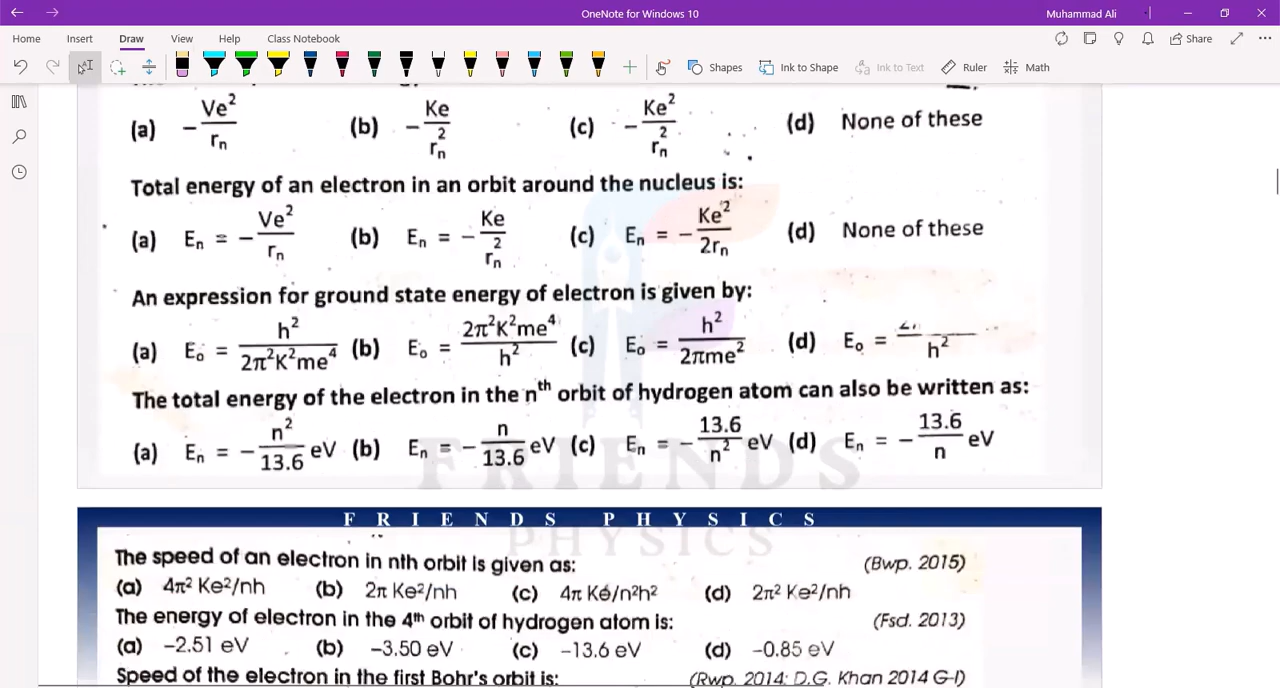 OneNote for Windows 10
Muhammad Ali
Home Insert Draw View Help Class Notebook
Share
Shapes Ink to Shape Ink to Text Ruler Math
(a) −Ve²/rₙ (b) −Ke/rₙ² (c) −Ke²/rₙ² (d) None of these
Total energy of an electron in an orbit around the nucleus is:
(a) Eₙ = −Ve²/rₙ (b) Eₙ = −Ke/rₙ² (c) Eₙ = −Ke²/2rₙ (d) None of these
An expression for ground state energy of electron is given by:
(a) E₀ = h²/2π²K²me⁴ (b) E₀ = 2π²K²me⁴/h² (c) E₀ = h²/2πme² (d) E₀ = /h²
The total energy of the electron in the nᵗʰ orbit of hydrogen atom can also be written as:
(a) Eₙ = −n²/13.6 eV (b) Eₙ = −n/13.6 eV (c) Eₙ = −13.6/n² eV (d) Eₙ = −13.6/n eV
FRIENDS
FRIENDS PHYSICS
PHYSICS
The speed of an electron in nth orbit is given as: (Bwp. 2015)
(a) 4π² Ke²/nh (b) 2π Ke²/nh (c) 4π Ke/n²h² (d) 2π² Ke²/nh
The energy of electron in the 4ᵗʰ orbit of hydrogen atom is: (Fsd. 2013)
(a) −2.51 eV (b) −3.50 eV (c) −13.6 eV (d) −0.85 eV
Speed of the electron in the first Bohr's orbit is: (Rwp. 2014; D.G. Khan 2014 G-I)